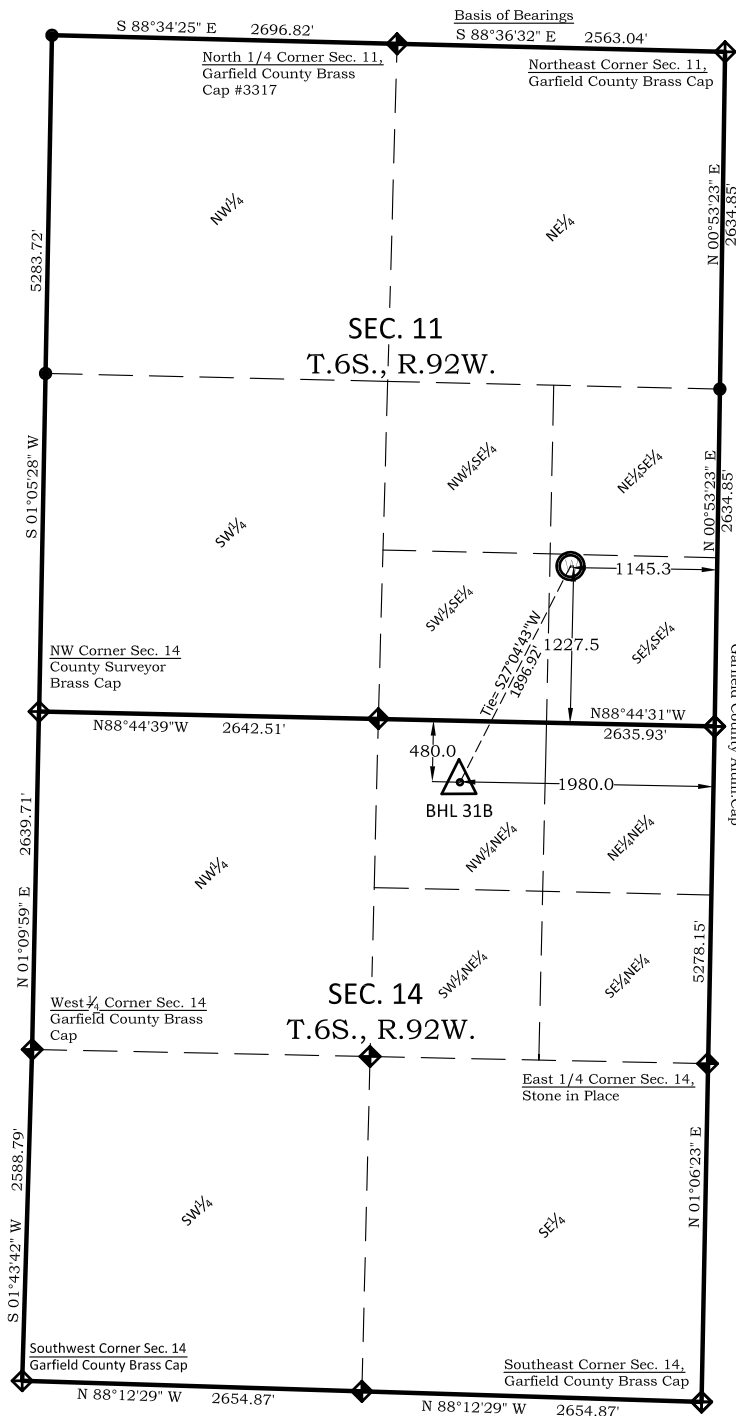 Basis of Bearings
S 88°34'25" E 2696.82'
S 88°36'32" E 2563.04'
North 1/4 Corner Sec. 11,
Garfield County Brass
Cap #3317
Northeast Corner Sec. 11,
Garfield County Brass Cap
NW¼
NE¼
5283.72'
N 00°53'23" E
2634.85'
SEC. 11
T.6S., R.92W.
NW¼SE¼
NE¼SE¼
S 01°05'28" W
SW¼
N 00°53'23" E
2634.85'
1145.3
SW¼SE¼
Tie= S27°04'43"W
1896.92'
1227.5
SE¼SE¼
NW Corner Sec. 14
County Surveyor
Brass Cap
Garfield County Alum.Cap
N88°44'39"W 2642.51'
N88°44'31"W
2635.93'
480.0
1980.0
BHL 31B
2639.71'
NW¼
NW¼NE¼
NE¼NE¼
N 01°09'59" E
SW¼NE¼
SE¼NE¼
5278.15'
SEC. 14
T.6S., R.92W.
West ¼ Corner Sec. 14
Garfield County Brass
Cap
East 1/4 Corner Sec. 14,
Stone in Place
2588.79'
S 01°43'42" W
SW¼
SE¼
N 01°06'23" E
Southwest Corner Sec. 14
Garfield County Brass Cap
Southeast Corner Sec. 14,
Garfield County Brass Cap
N 88°12'29" W 2654.87'
N 88°12'29" W 2654.87'